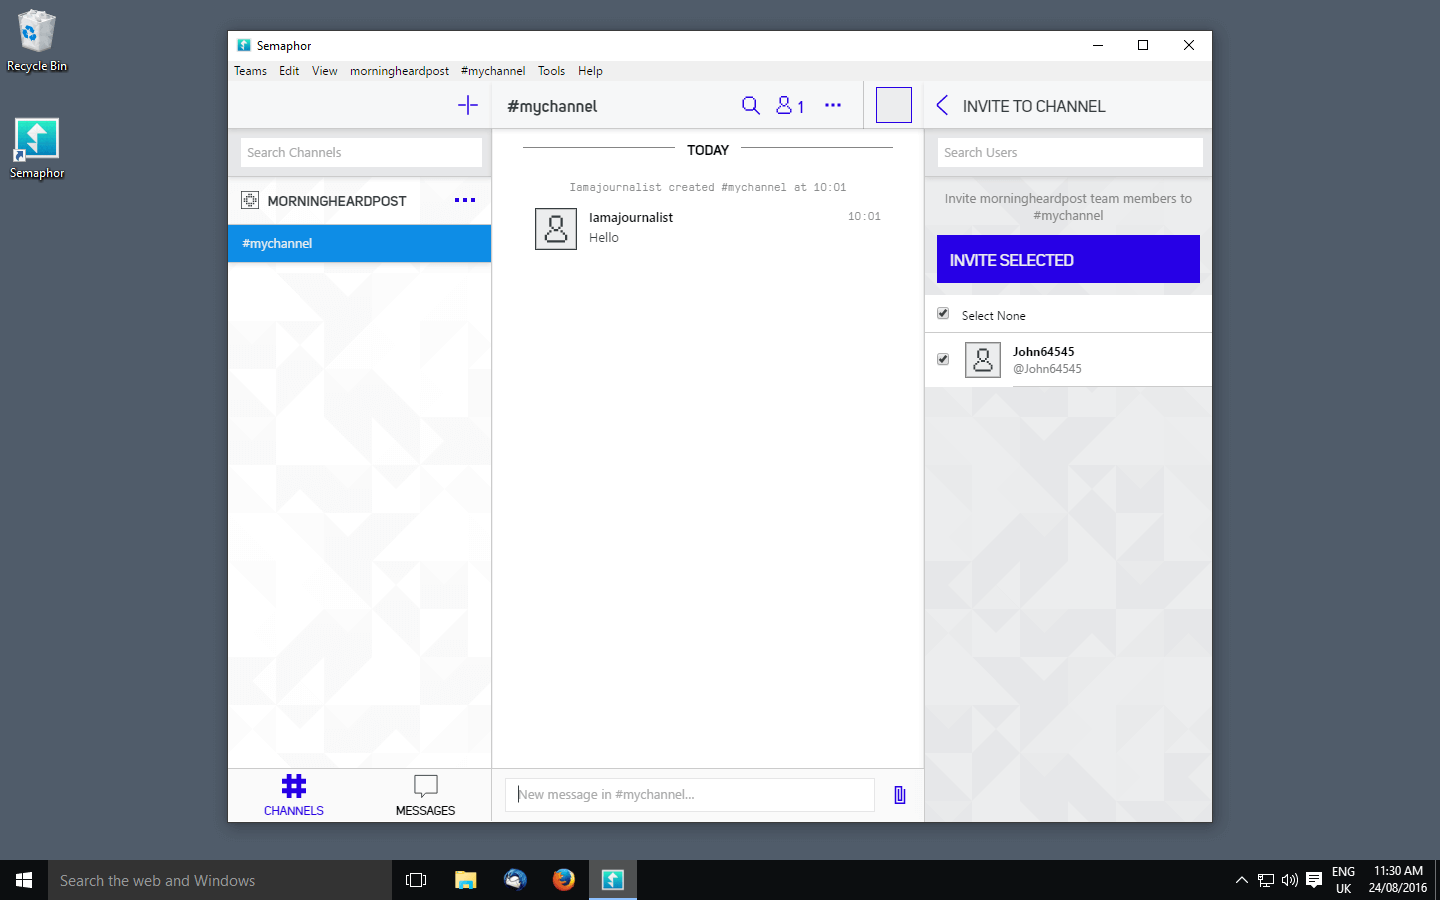 Recycle Bin
Semaphor
Semaphor
Teams Edit View morningheardpost #mychannel Tools Help
#mychannel
1
INVITE TO CHANNEL
Search Channels
MORNINGHEARDPOST
#mychannel
TODAY
Iamajournalist created #mychannel at 10:01
Iamajournalist 10:01
Hello
Search Users
Invite morningheardpost team members to
#mychannel
INVITE SELECTED
Select None
John64545
@John64545
CHANNELS
MESSAGES
New message in #mychannel...
Search the web and Windows
ENG
UK
11:30 AM
24/08/2016